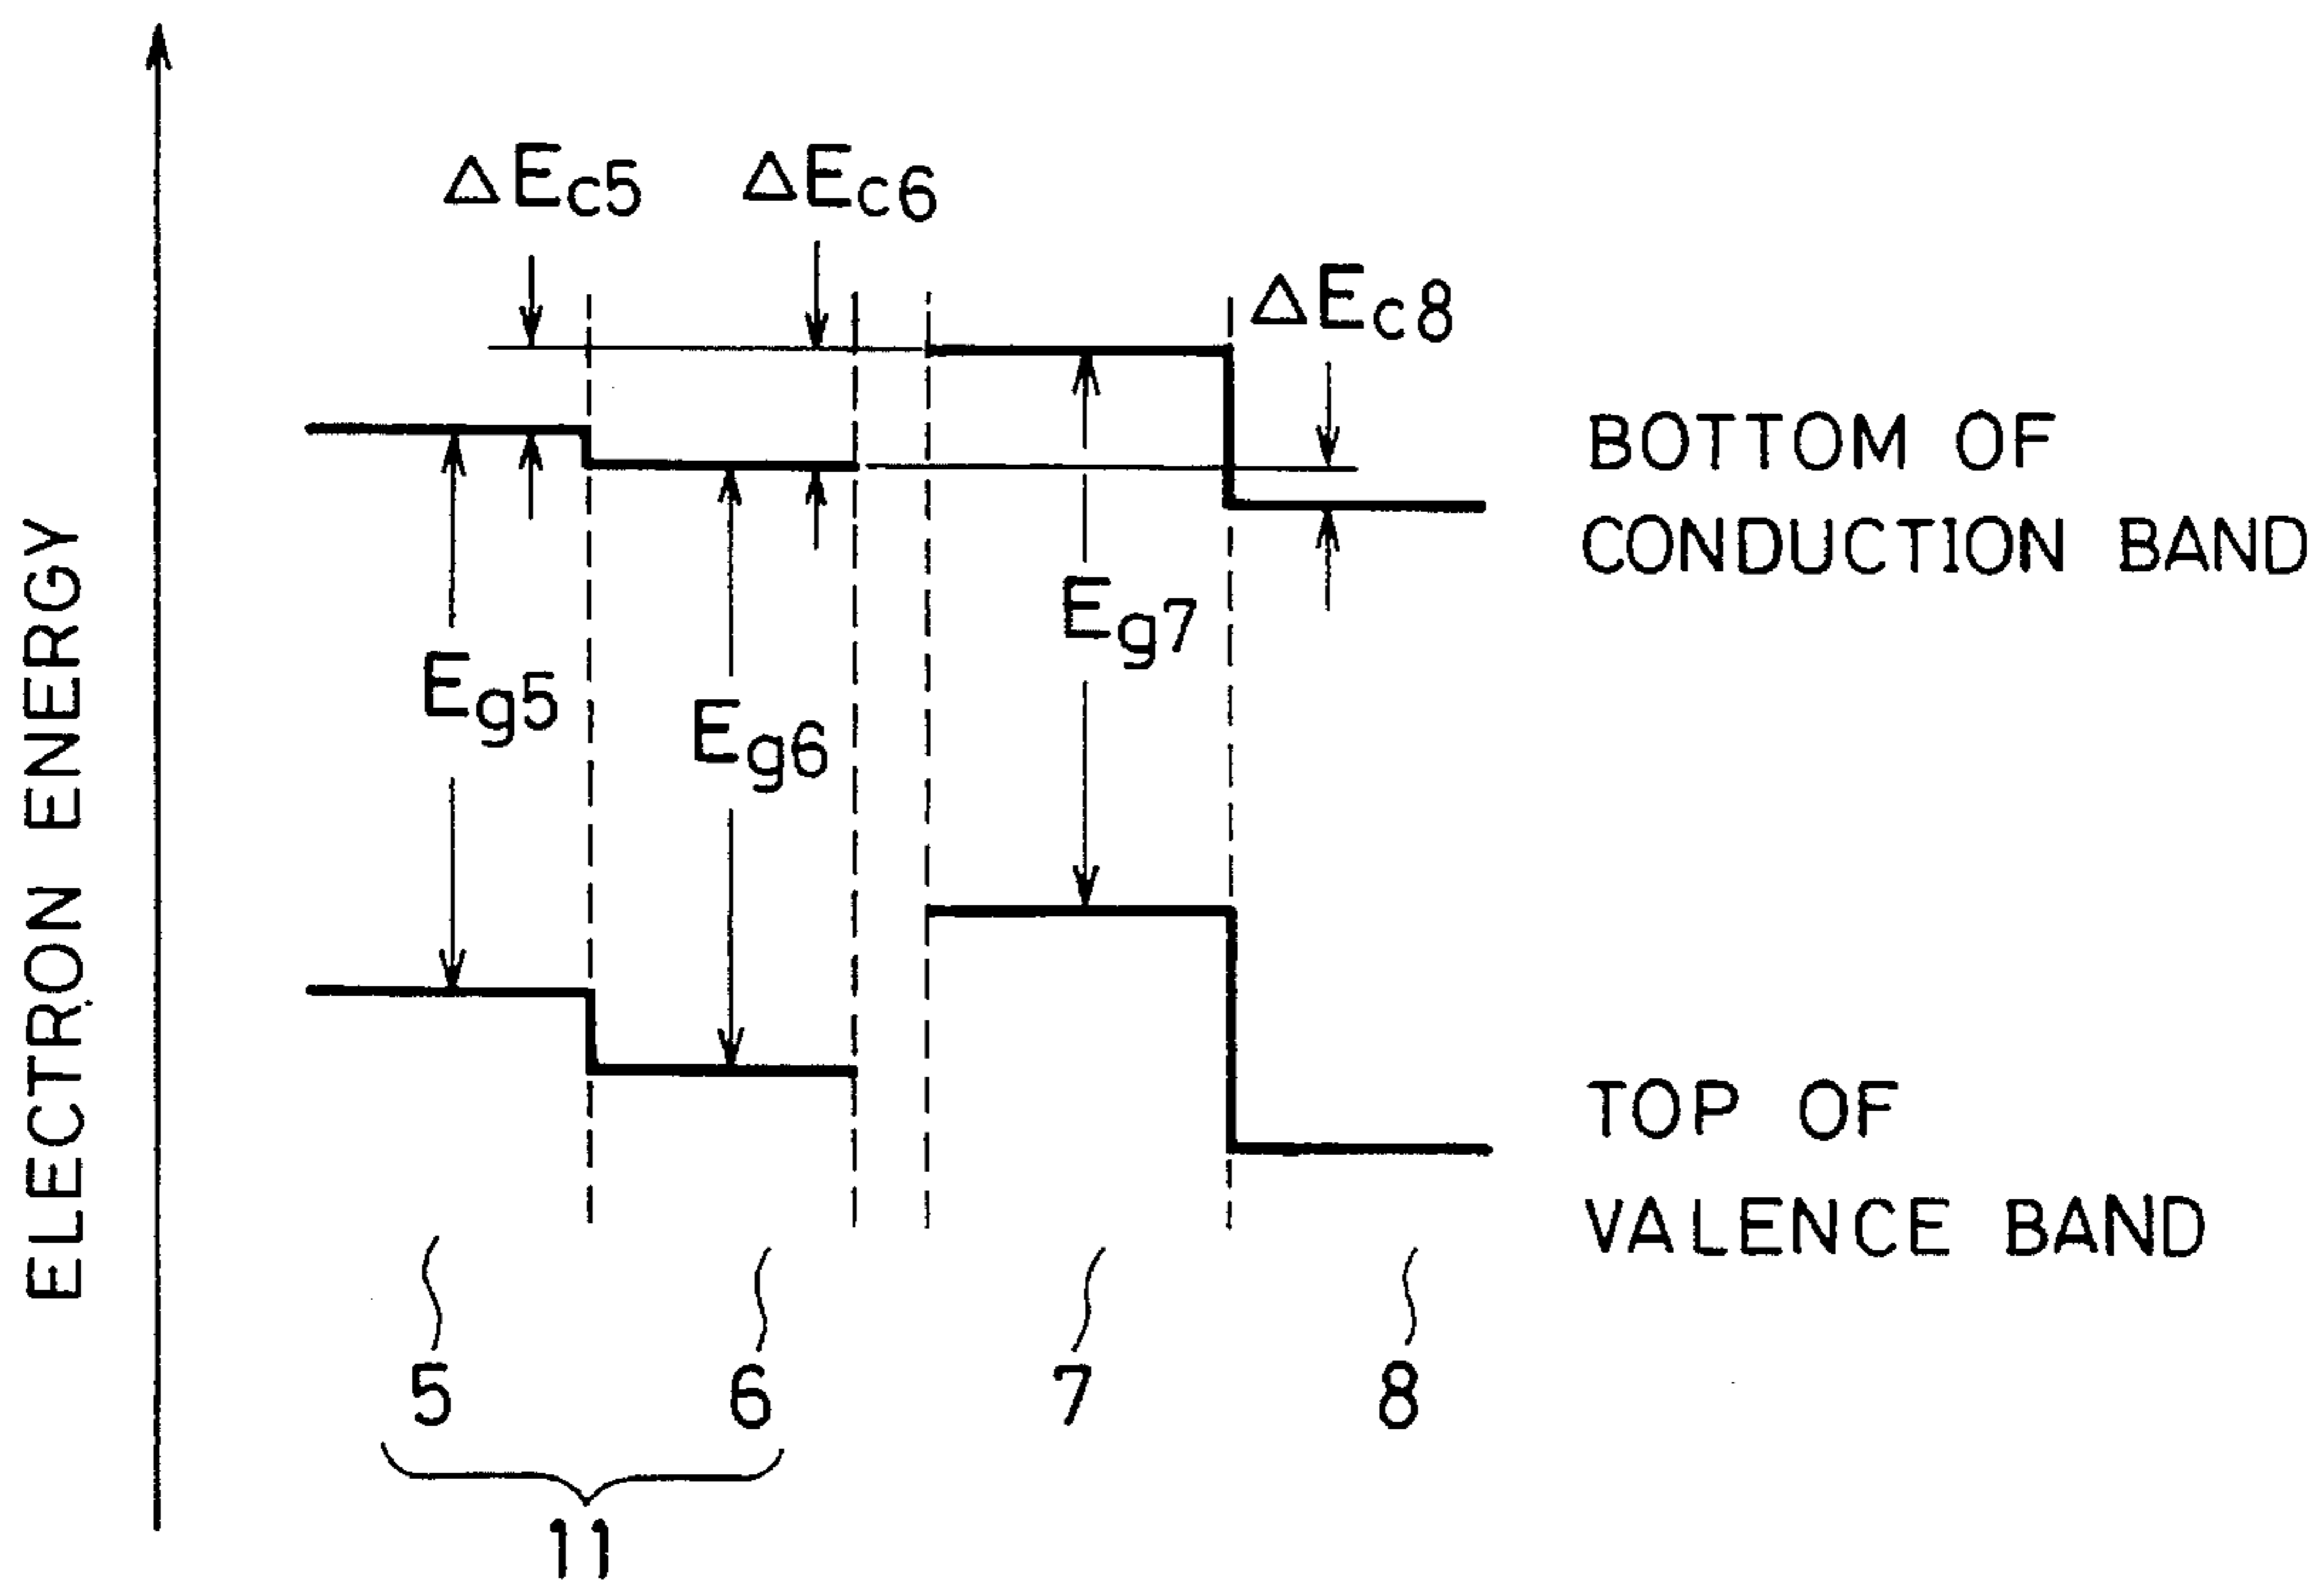 ELECTRON ENERGY
ΔEc5
ΔEc6
ΔEc8
BOTTOM OF
CONDUCTION BAND
Eg5
Eg6
Eg7
TOP OF
VALENCE BAND
5
6
7
8
11